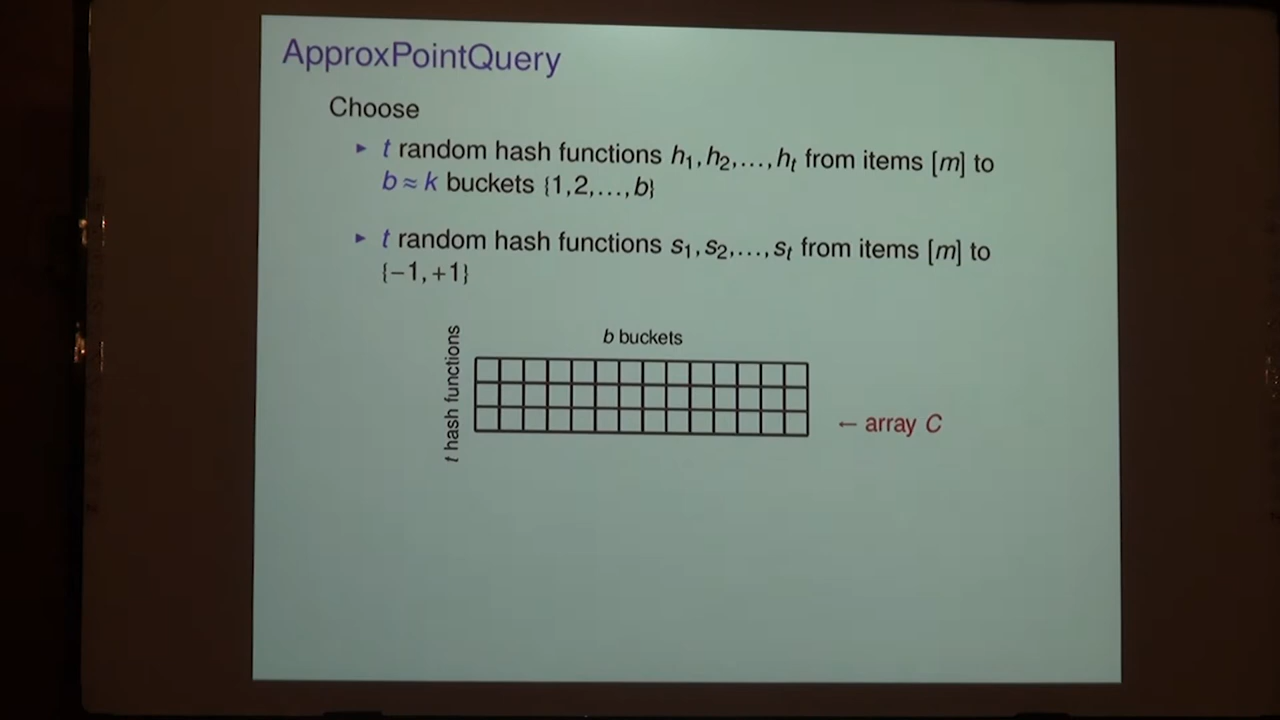 ApproxPointQuery
Choose
▸ t random hash functions h₁, h₂, ..., hₜ from items [m] to
b ≈ k buckets {1,2,...,b}
▸ t random hash functions s₁, s₂, ..., sₜ from items [m] to
{−1,+1}
b buckets
t hash functions
← array C